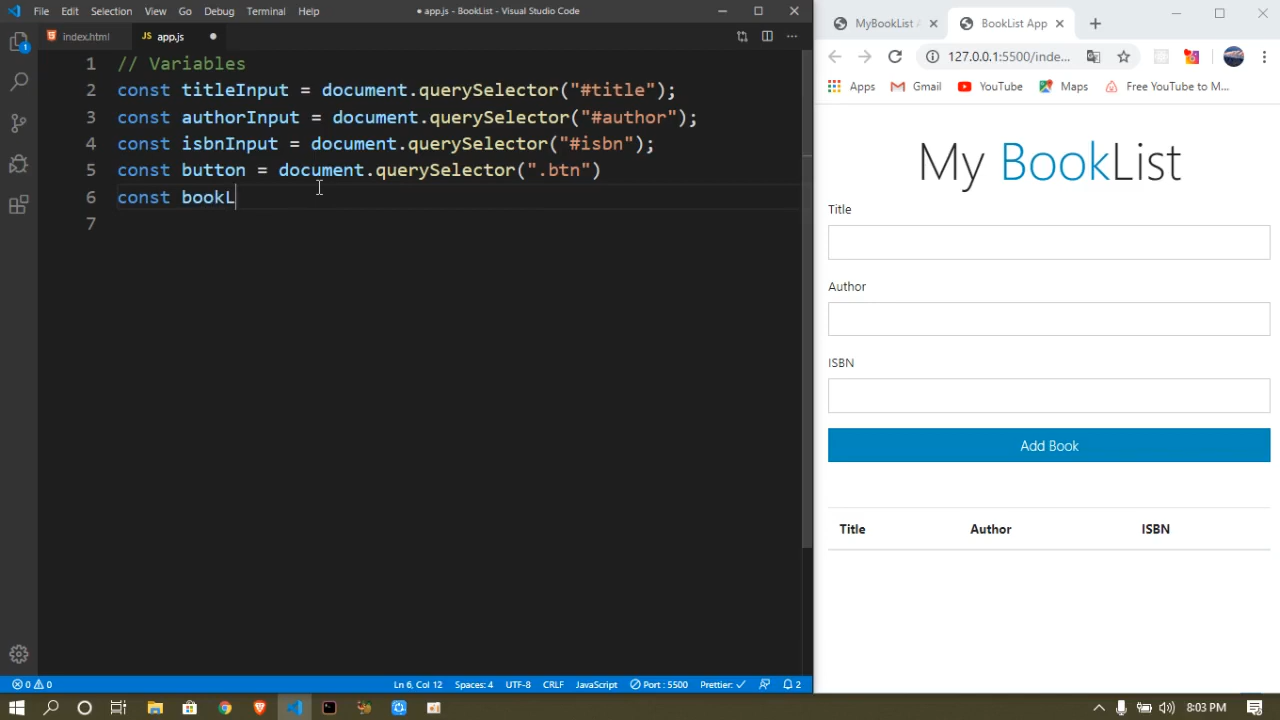 File Edit Selection View Go Debug Terminal Help
● app.js - BookList - Visual Studio Code
index.html
JS app.js ●
1 // Variables
2 const titleInput = document.querySelector("#title");
3 const authorInput = document.querySelector("#author");
4 const isbnInput = document.querySelector("#isbn");
5 const button = document.querySelector(".btn")
6 const bookL
7
1
0 0
Ln 6, Col 12 Spaces: 4 UTF-8 CRLF JavaScript Port : 5500 Prettier: ✓ 2
MyBookList A
BookList App
127.0.0.1:5500/inde...
Apps Gmail YouTube Maps Free YouTube to M...
My BookList
Title
Author
ISBN
Add Book
Title Author ISBN
8:03 PM